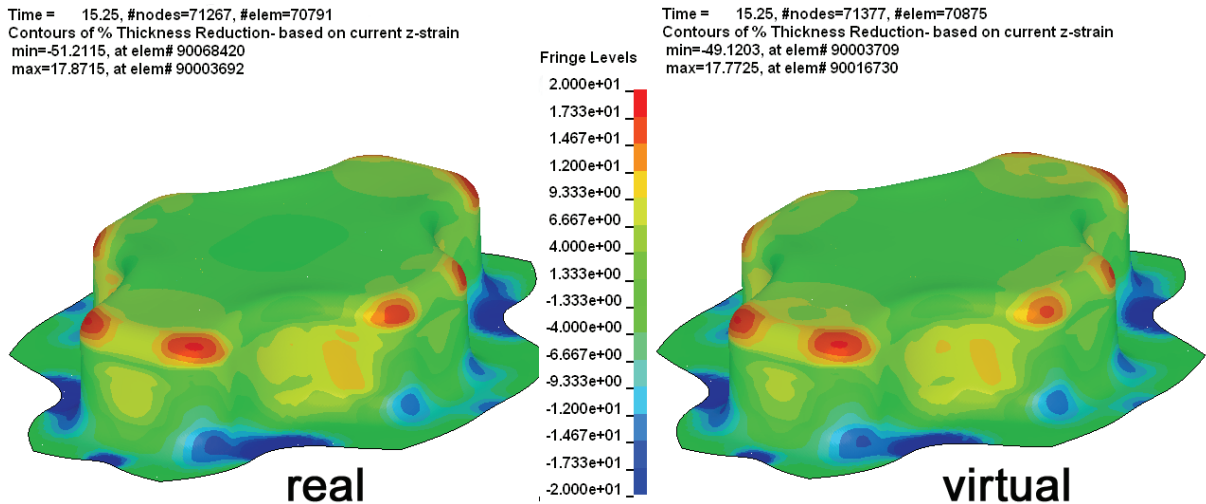 Time =    15.25, #nodes=71267, #elem=70791
Contours of % Thickness Reduction- based on current z-strain
min=-51.2115, at elem# 90068420
max=17.8715, at elem# 90003692
Time =    15.25, #nodes=71377, #elem=70875
Contours of % Thickness Reduction- based on current z-strain
min=-49.1203, at elem# 90003709
max=17.7725, at elem# 90016730
Fringe Levels
2.000e+01
1.733e+01
1.467e+01
1.200e+01
9.333e+00
6.667e+00
4.000e+00
1.333e+00
-1.333e+00
-4.000e+00
-6.667e+00
-9.333e+00
-1.200e+01
-1.467e+01
-1.733e+01
-2.000e+01
real
virtual